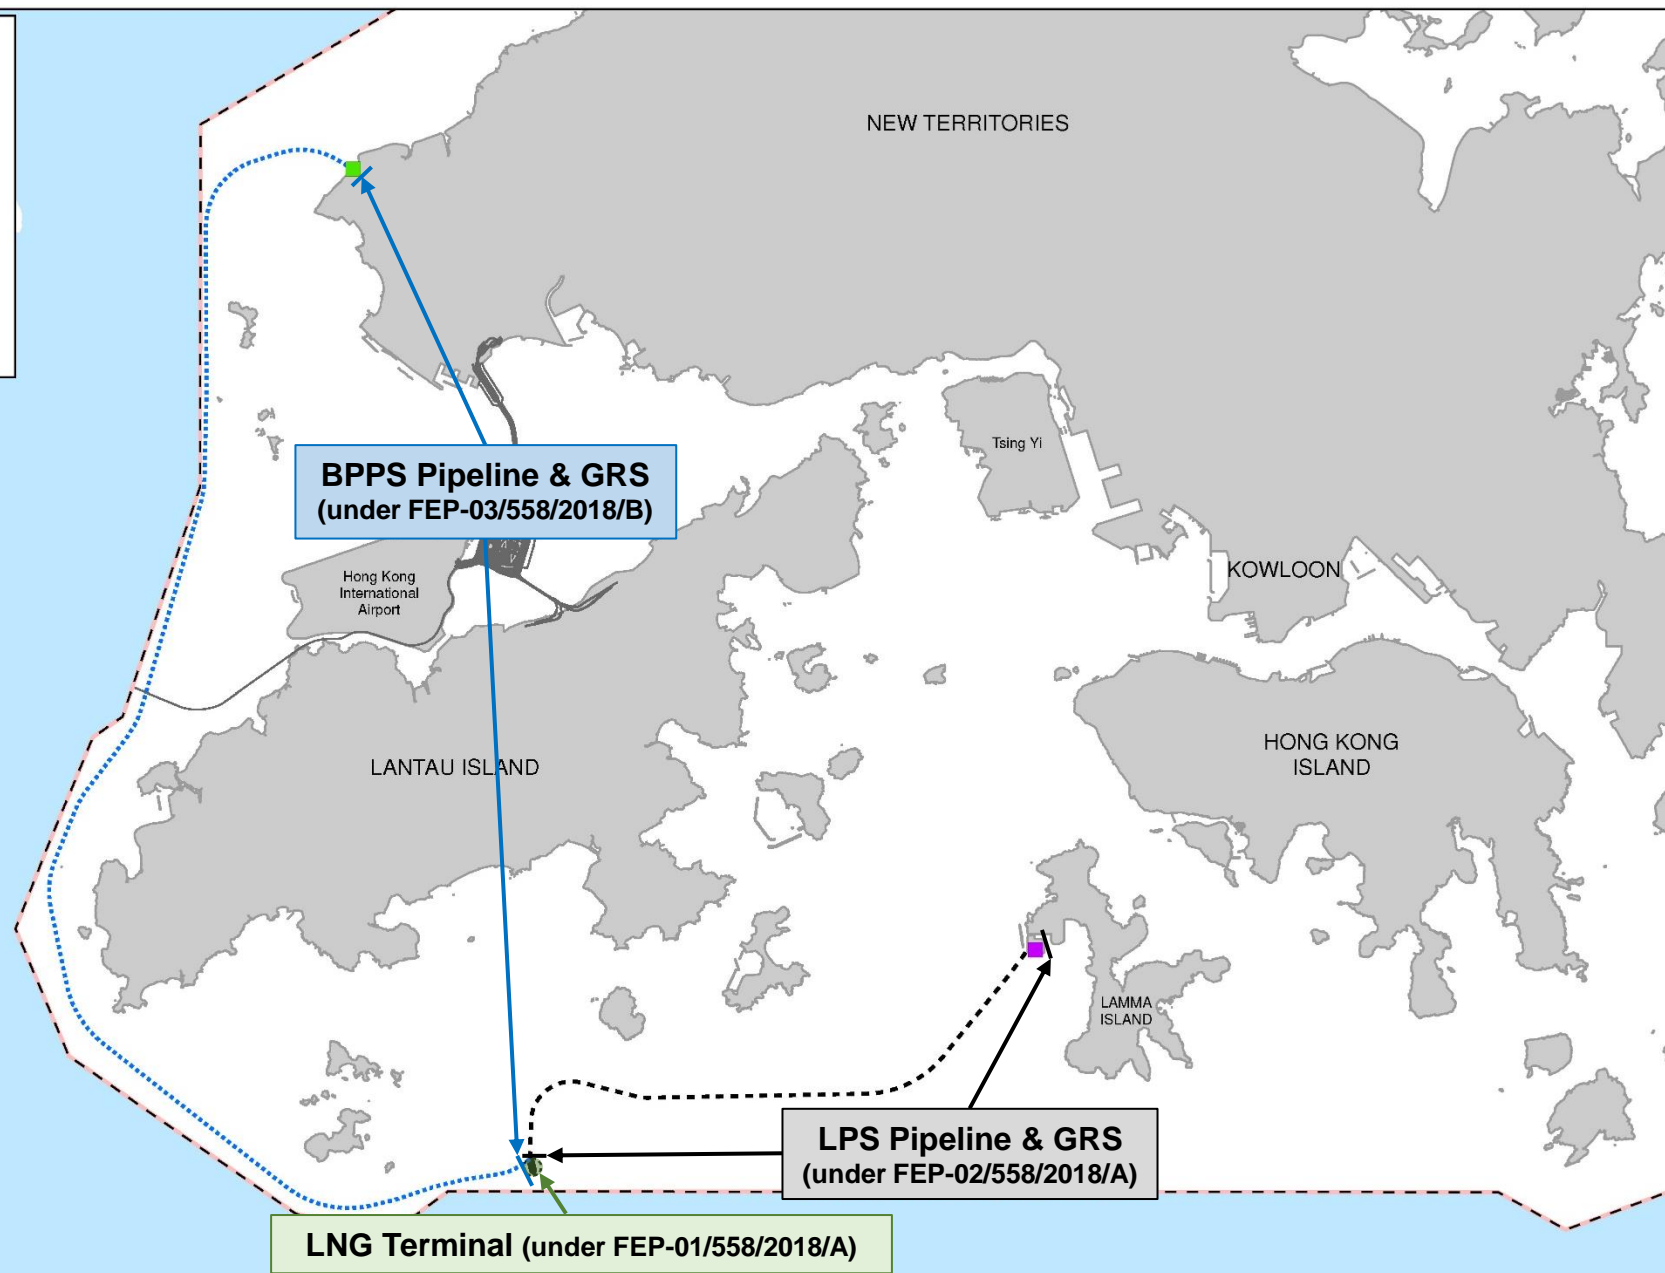 NEW TERRITORIES
Tsing Yi
BPPS Pipeline & GRS
(under FEP-03/558/2018/B)
Hong Kong
International
Airport
KOWLOON
LANTAU ISLAND
HONG KONG
ISLAND
LAMMA
ISLAND
LPS Pipeline & GRS
(under FEP-02/558/2018/A)
LNG Terminal (under FEP-01/558/2018/A)